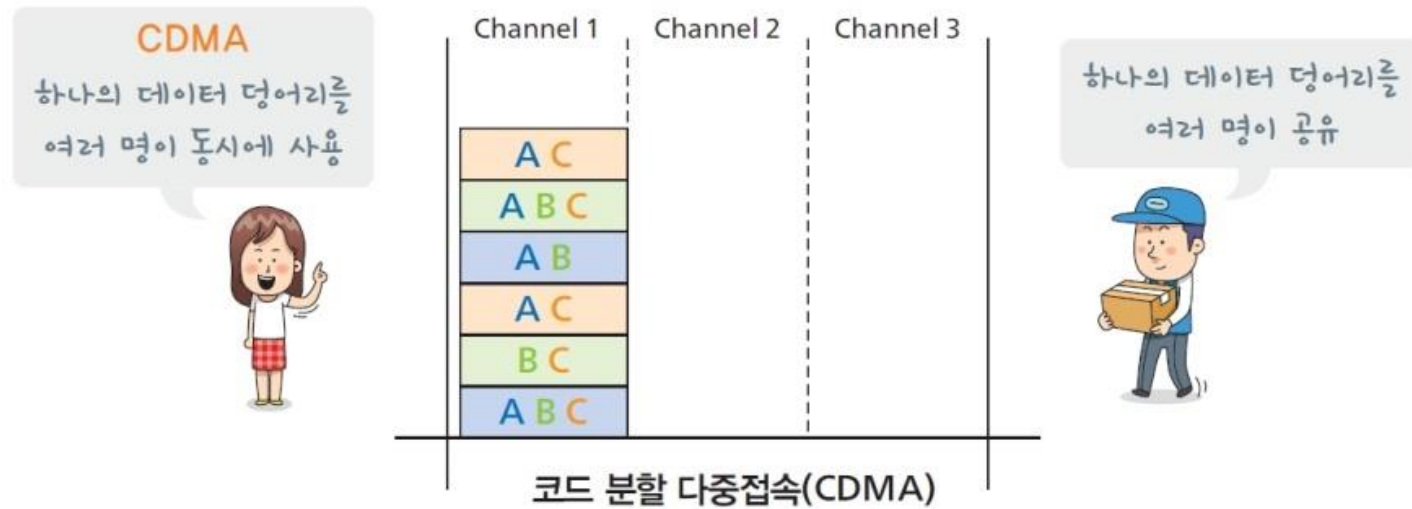 CDMA
하나의 데이터 덩어리를
여러 명이 동시에 사용
Channel 1
Channel 2
Channel 3
하나의 데이터 덩어리를
여러 명이 공유
A C
A B C
A B
A C
B C
A B C
코드 분할 다중접속(CDMA)